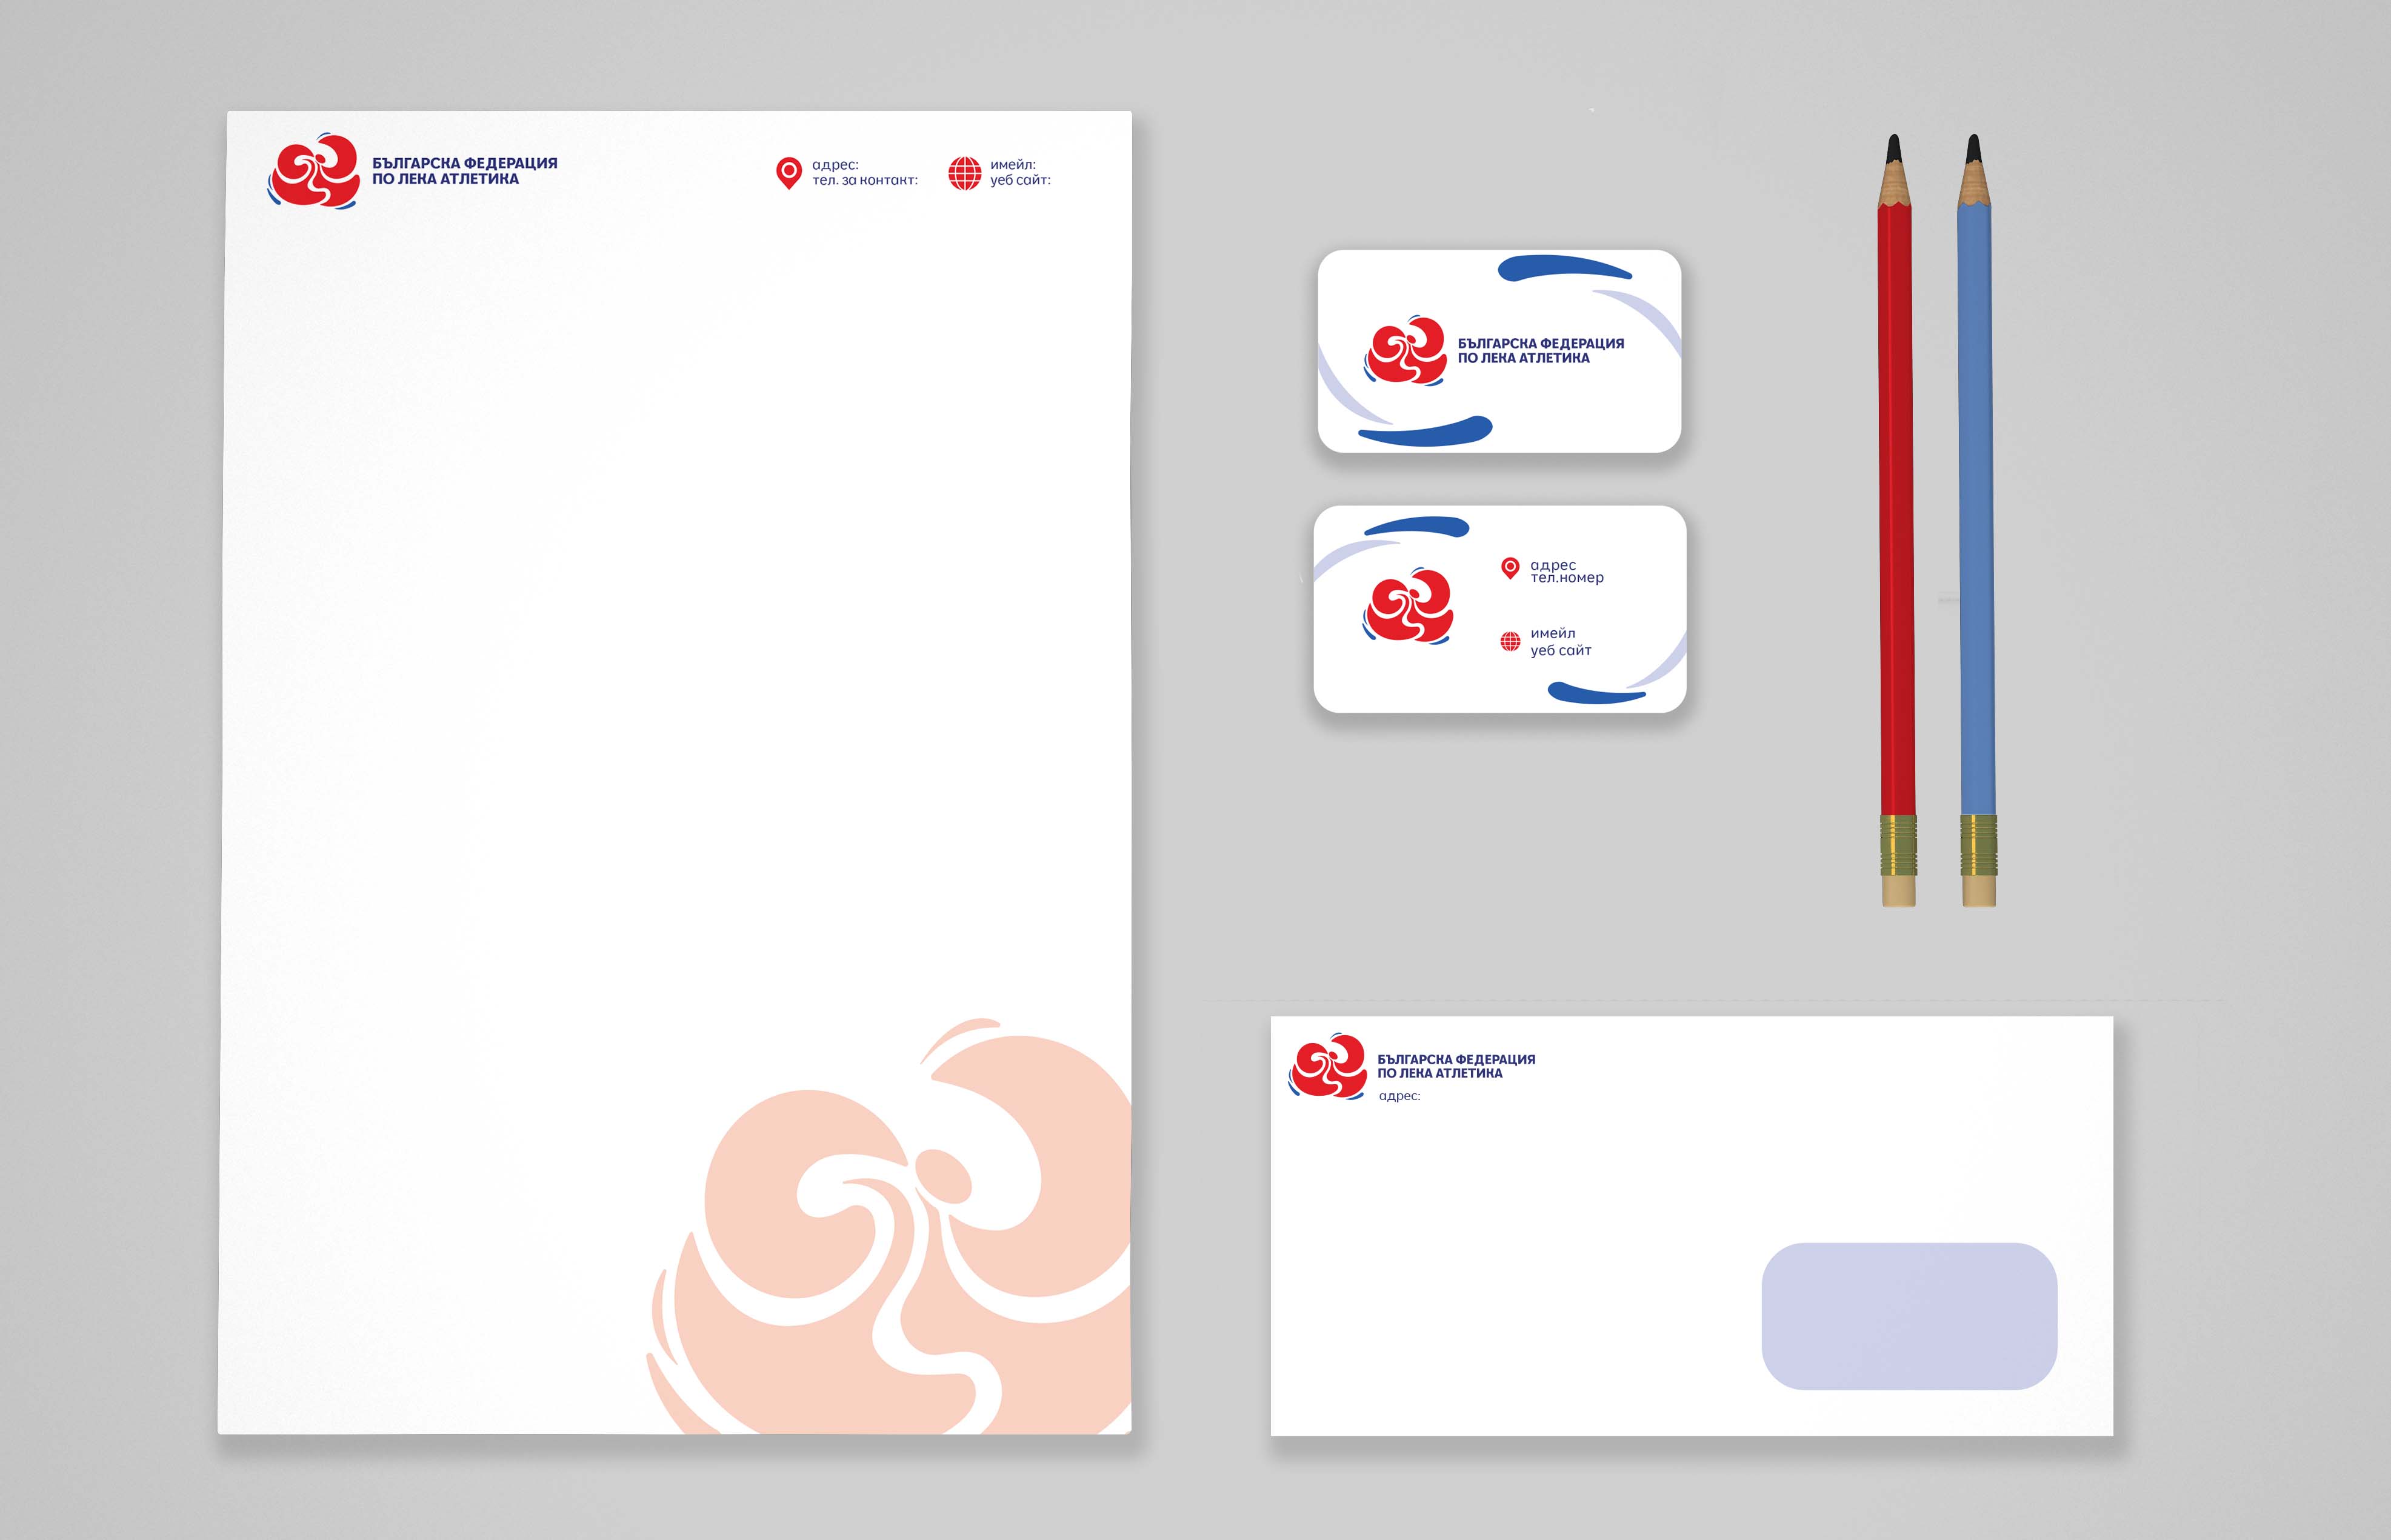 БЪЛГАРСКА ФЕДЕРАЦИЯ
ПО ЛЕКА АТЛЕТИКА
адрес:
тел. за контакт:
имейл:
уеб сайт:
БЪЛГАРСКА ФЕДЕРАЦИЯ
ПО ЛЕКА АТЛЕТИКА
адрес
тел.номер
имейл
уеб сайт
БЪЛГАРСКА ФЕДЕРАЦИЯ
ПО ЛЕКА АТЛЕТИКА
адрес: